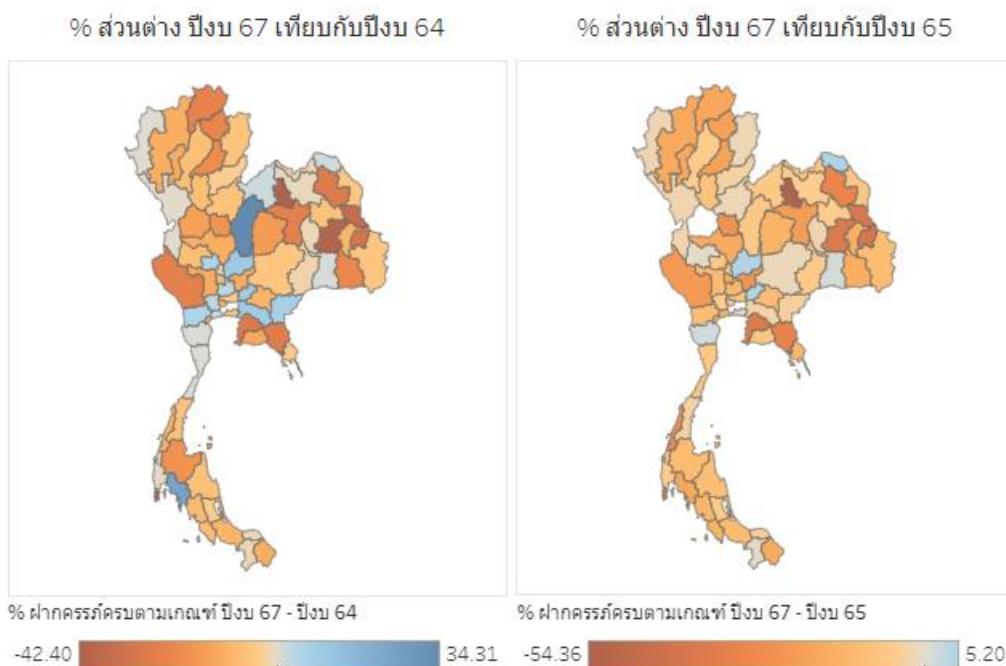 % ส่วนต่าง ปีงบ 67 เทียบกับปีงบ 64
% ส่วนต่าง ปีงบ 67 เทียบกับปีงบ 65
% ฝากครรภ์ครบตามเกณฑ์ ปีงบ 67 - ปีงบ 64
% ฝากครรภ์ครบตามเกณฑ์ ปีงบ 67 - ปีงบ 65
-42.40 34.31
-54.36 5.20